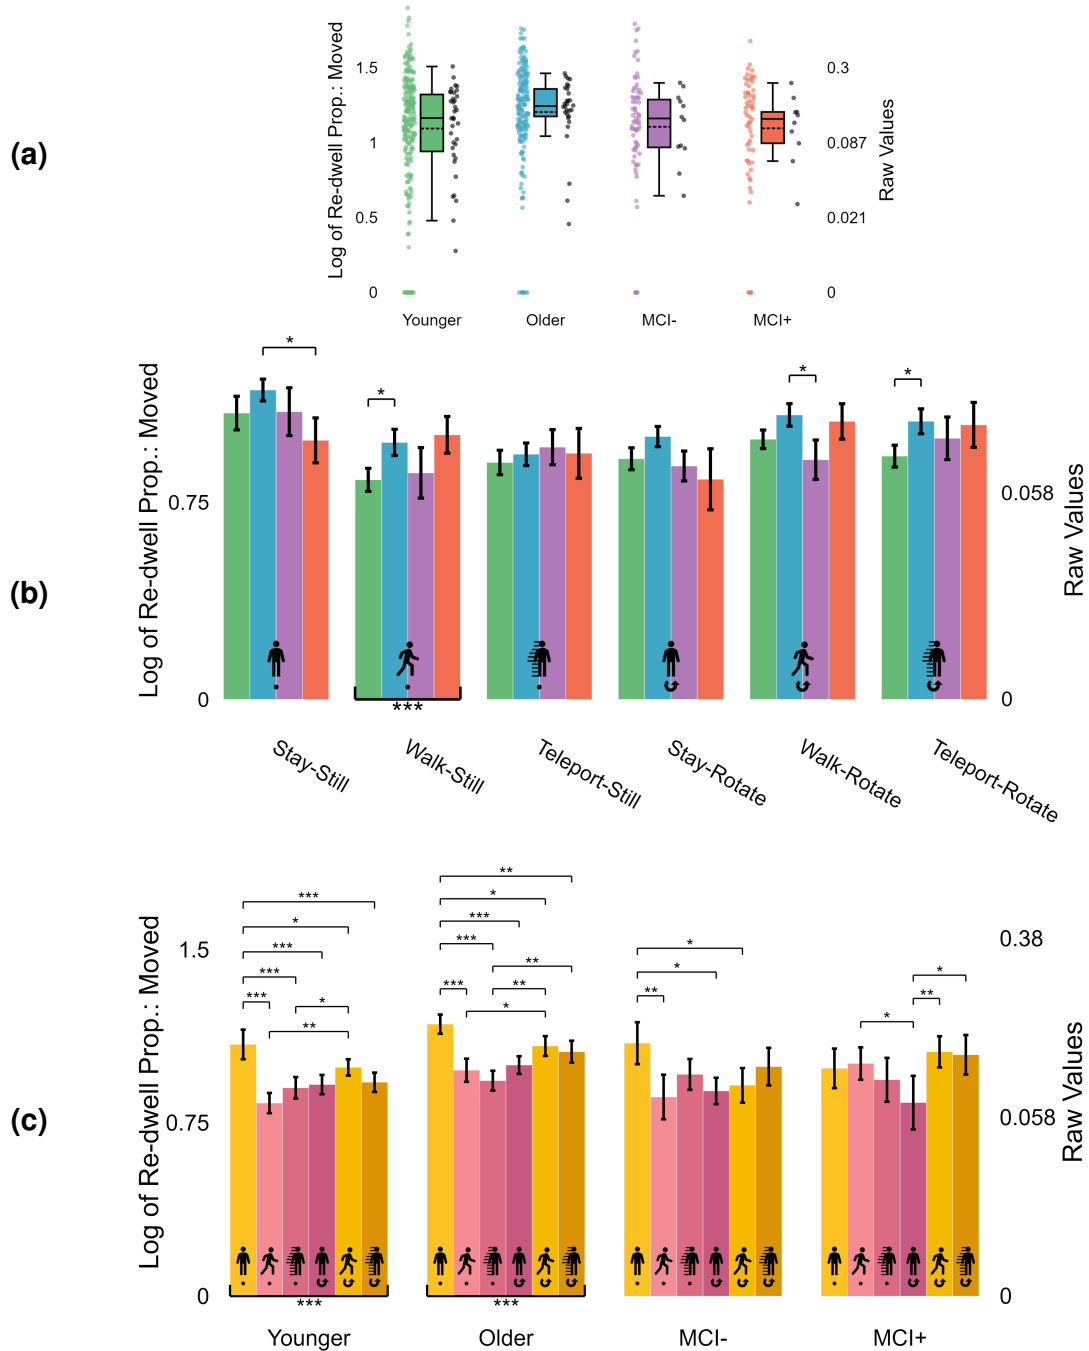 (a)
Log of Re-dwell Prop.: Moved
1.5
1
0.5
0
0.3
0.087
0.021
0
Raw Values
Younger
Older
MCI-
MCI+
(b)
Log of Re-dwell Prop.: Moved
0.75
0
*
*
*
*
***
0.058
0
Raw Values
Stay-Still
Walk-Still
Teleport-Still
Stay-Rotate
Walk-Rotate
Teleport-Rotate
(c)
Log of Re-dwell Prop.: Moved
1.5
0.75
0
***
*
***
***
***
*
**
***
**
*
***
***
**
***
**
*
***
*
*
**
*
**
*
0.38
0.058
0
Raw Values
Younger
Older
MCI-
MCI+